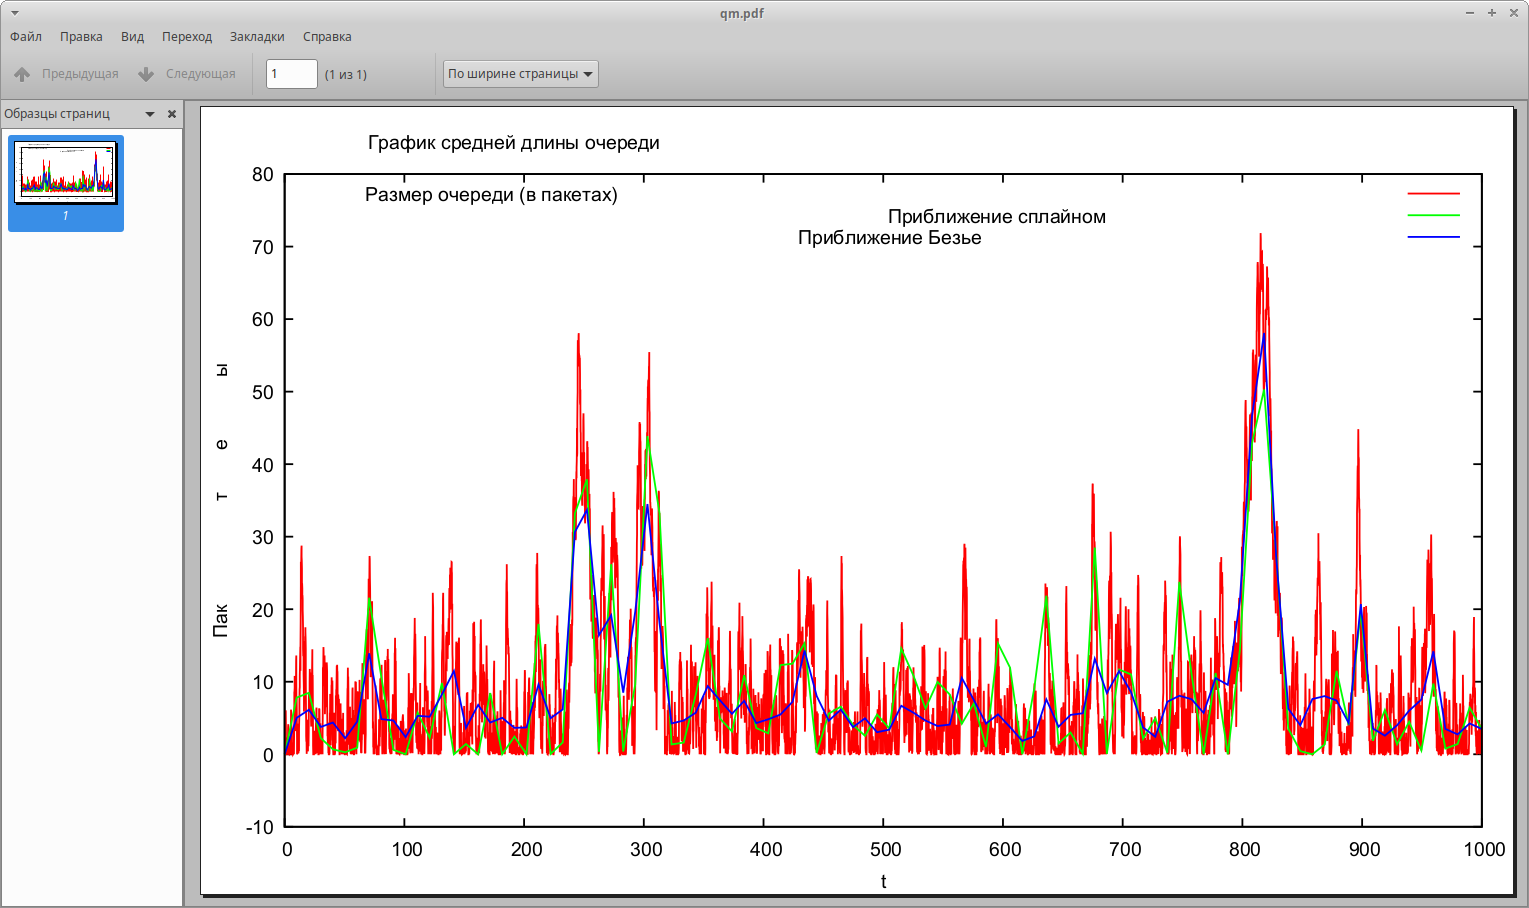 qm.pdf
Файл Правка Вид Переход Закладки Справка
Предыдущая Следующая 1 (1 из 1) По ширине страницы
Образцы страниц
1
График средней длины очереди
Размер очереди (в пакетах)
Приближение сплайном
Приближение Безье
80
70
60
50
40
30
20
10
0
-10
Пак т е ы
0 100 200 300 400 500 600 700 800 900 1000
t